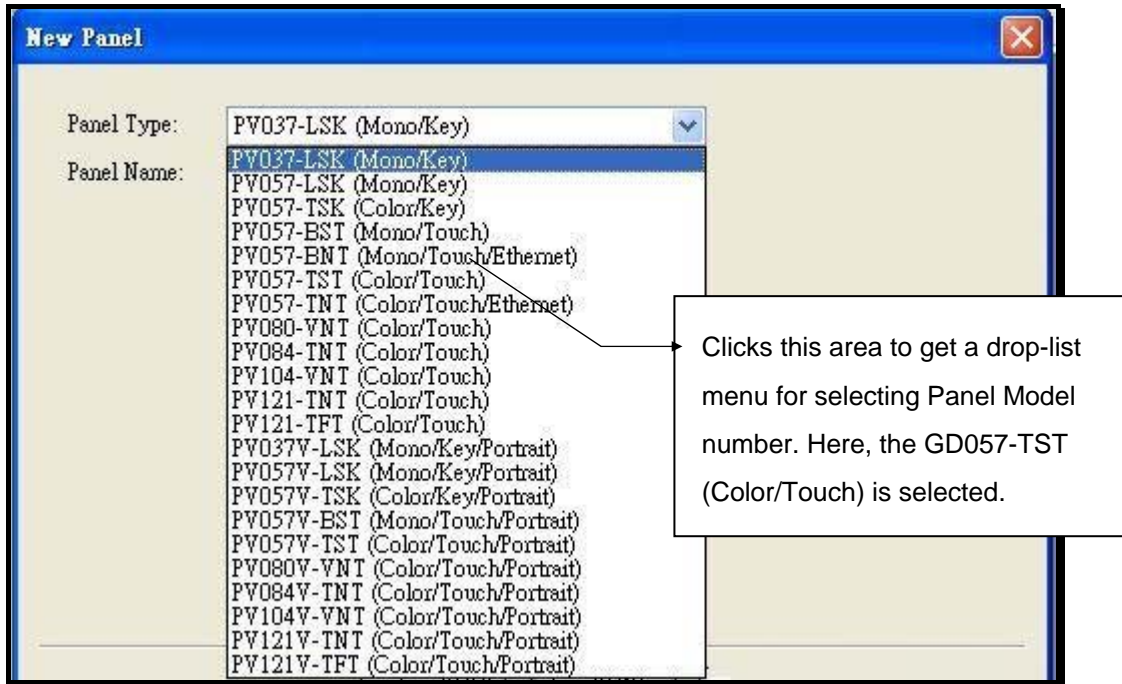 New Panel
Panel Type:
PV037-LSK (Mono/Key)
Panel Name:
PV037-LSK (Mono/Key)
PV057-LSK (Mono/Key)
PV057-TSK (Color/Key)
PV057-BST (Mono/Touch)
PV057-BNT (Mono/Touch/Ethernet)
PV057-TST (Color/Touch)
PV057-TNT (Color/Touch/Ethernet)
PV080-VNT (Color/Touch)
PV084-TNT (Color/Touch)
PV104-VNT (Color/Touch)
PV121-TNT (Color/Touch)
PV121-TFT (Color/Touch)
PV037V-LSK (Mono/Key/Portrait)
PV057V-LSK (Mono/Key/Portrait)
PV057V-TSK (Color/Key/Portrait)
PV057V-BST (Mono/Touch/Portrait)
PV057V-TST (Color/Touch/Portrait)
PV080V-VNT (Color/Touch/Portrait)
PV084V-TNT (Color/Touch/Portrait)
PV104V-VNT (Color/Touch/Portrait)
PV121V-TNT (Color/Touch/Portrait)
PV121V-TFT (Color/Touch/Portrait)
Clicks this area to get a drop-list
menu for selecting Panel Model
number. Here, the GD057-TST
(Color/Touch) is selected.